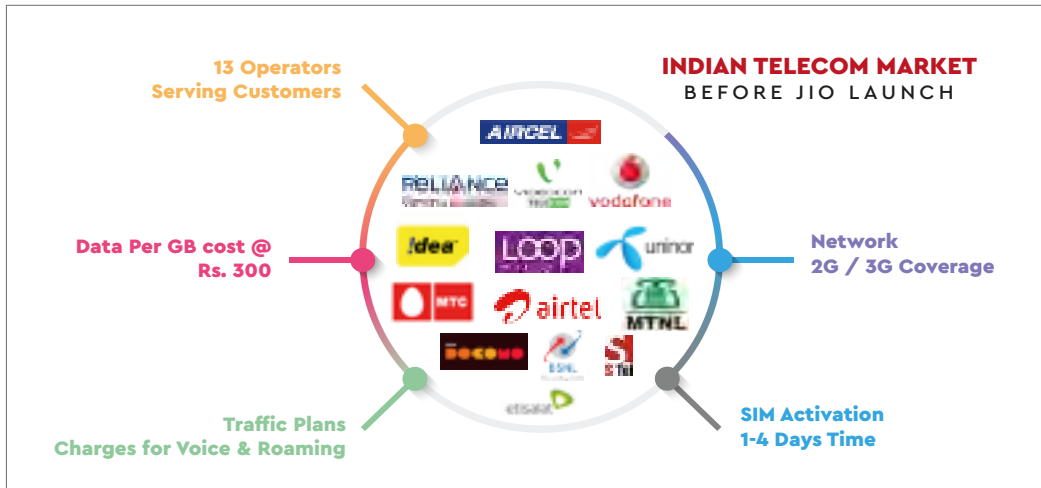 13 Operators
Serving Customers
INDIAN TELECOM MARKET
BEFORE JIO LAUNCH
AIRCEL
RELIANCE
VIDEOCON
TELECOM
vodafone
Data Per GB cost @
Rs. 300
!dea
LOOP
uninor
Network
2G / 3G Coverage
MTC
airtel
MTNL
DOCOMO
BSNL
S Tel
etisalat
Traffic Plans
Charges for Voice & Roaming
SIM Activation
1-4 Days Time